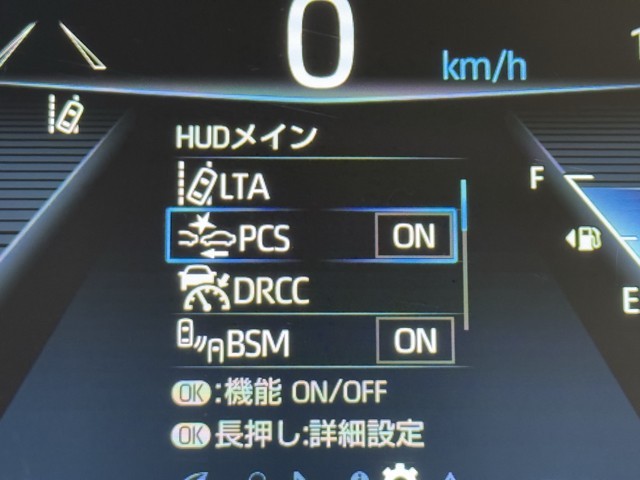 0
km/h
HUDメイン
LTA
F
PCS ON
DRCC
E
BSM ON
OK:機能 ON/OFF
OK長押し:詳細設定